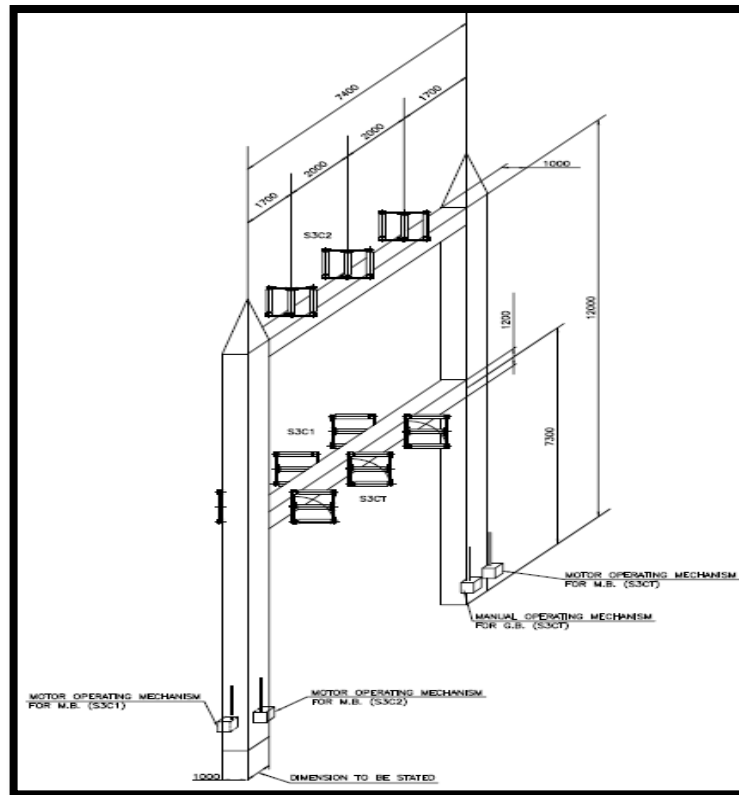 7400
1700
2000
2000
1700
1000
S3C2
1200
12000
7300
S3C1
S3CT
MOTOR OPERATING MECHANISM
FOR M.B. (S3CT)
MANUAL OPERATING MECHANISM
FOR G.B. (S3CT)
MOTOR OPERATING MECHANISM
FOR M.B. (S3C1)
MOTOR OPERATING MECHANISM
FOR M.B. (S3C2)
1000
DIMENSION TO BE STATED